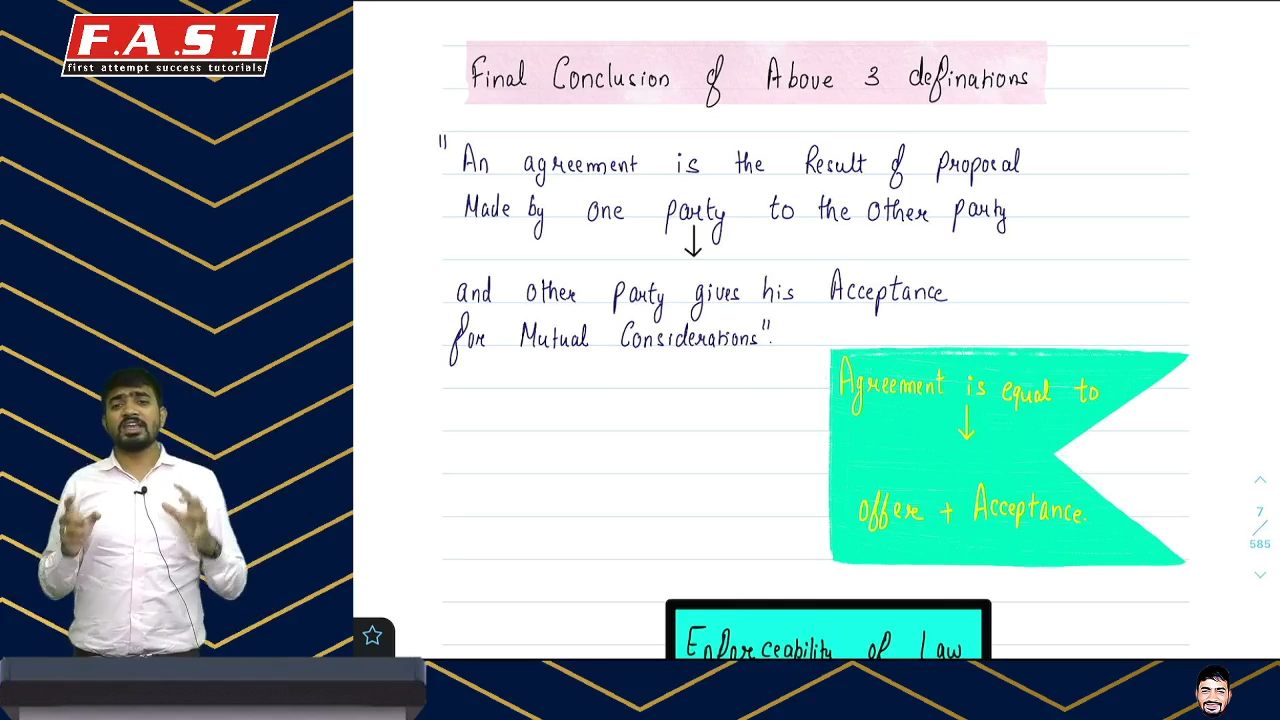 F.A.S.T
first attempt success tutorials
Final Conclusion of Above 3 definations
"An agreement is the Result of proposal
Made by one party to the other party
and other party gives his Acceptance
for Mutual Considerations".
Agreement is equal to
offer + Acceptance.
7
585
Enforceability of Law